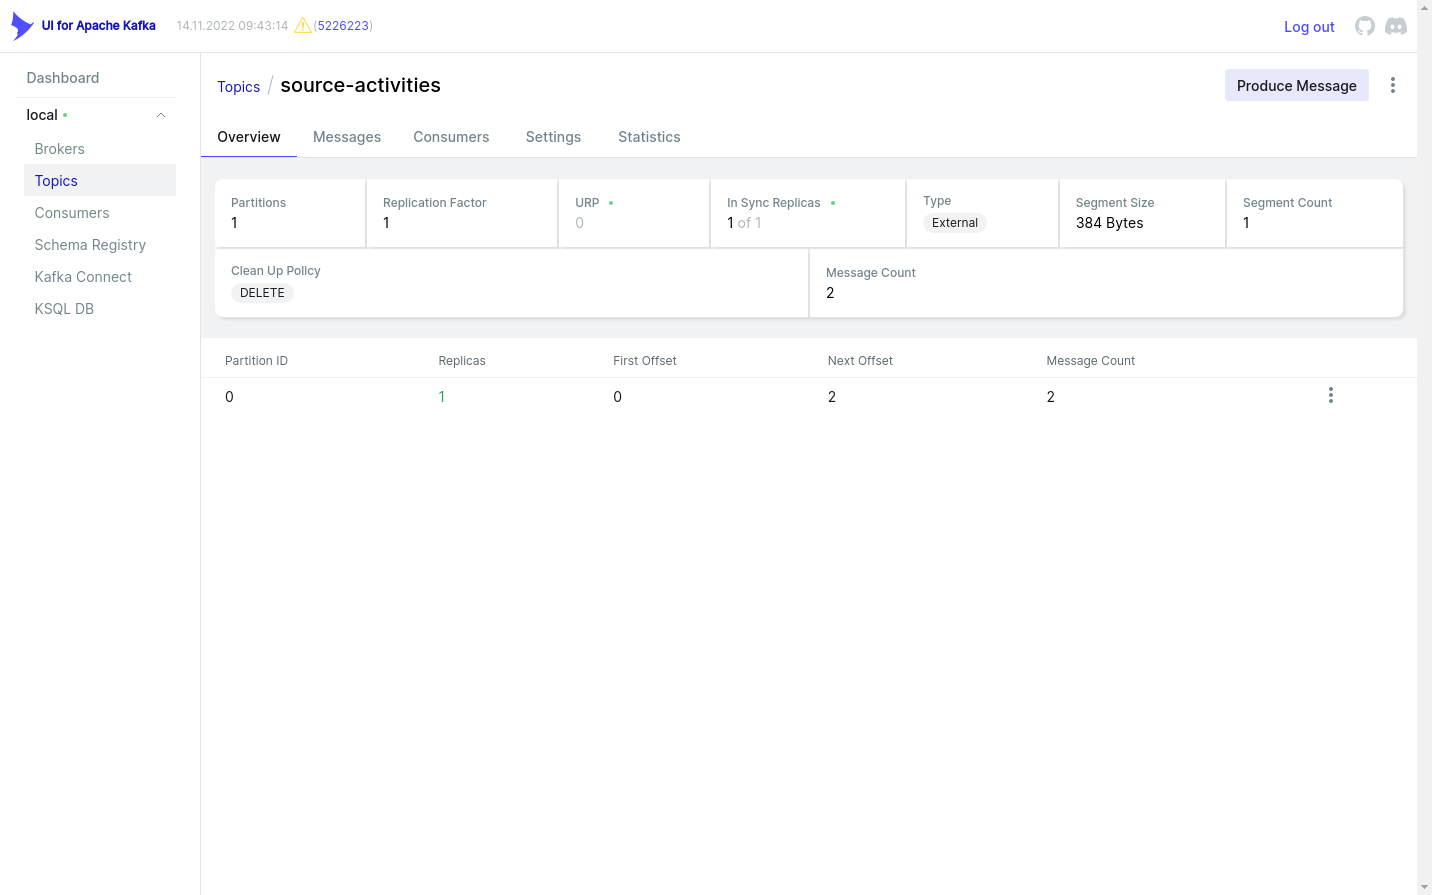 UI for Apache Kafka 14.11.2022 09:43:14 (5226223) Log out
Dashboard
local
Brokers
Topics
Consumers
Schema Registry
Kafka Connect
KSQL DB
Topics / source-activities
Produce Message
Overview Messages Consumers Settings Statistics
Partitions Replication Factor URP In Sync Replicas Type Segment Size Segment Count
1 1 0 1 of 1 External 384 Bytes 1
Clean Up Policy Message Count
DELETE 2
Partition ID Replicas First Offset Next Offset Message Count
0 1 0 2 2